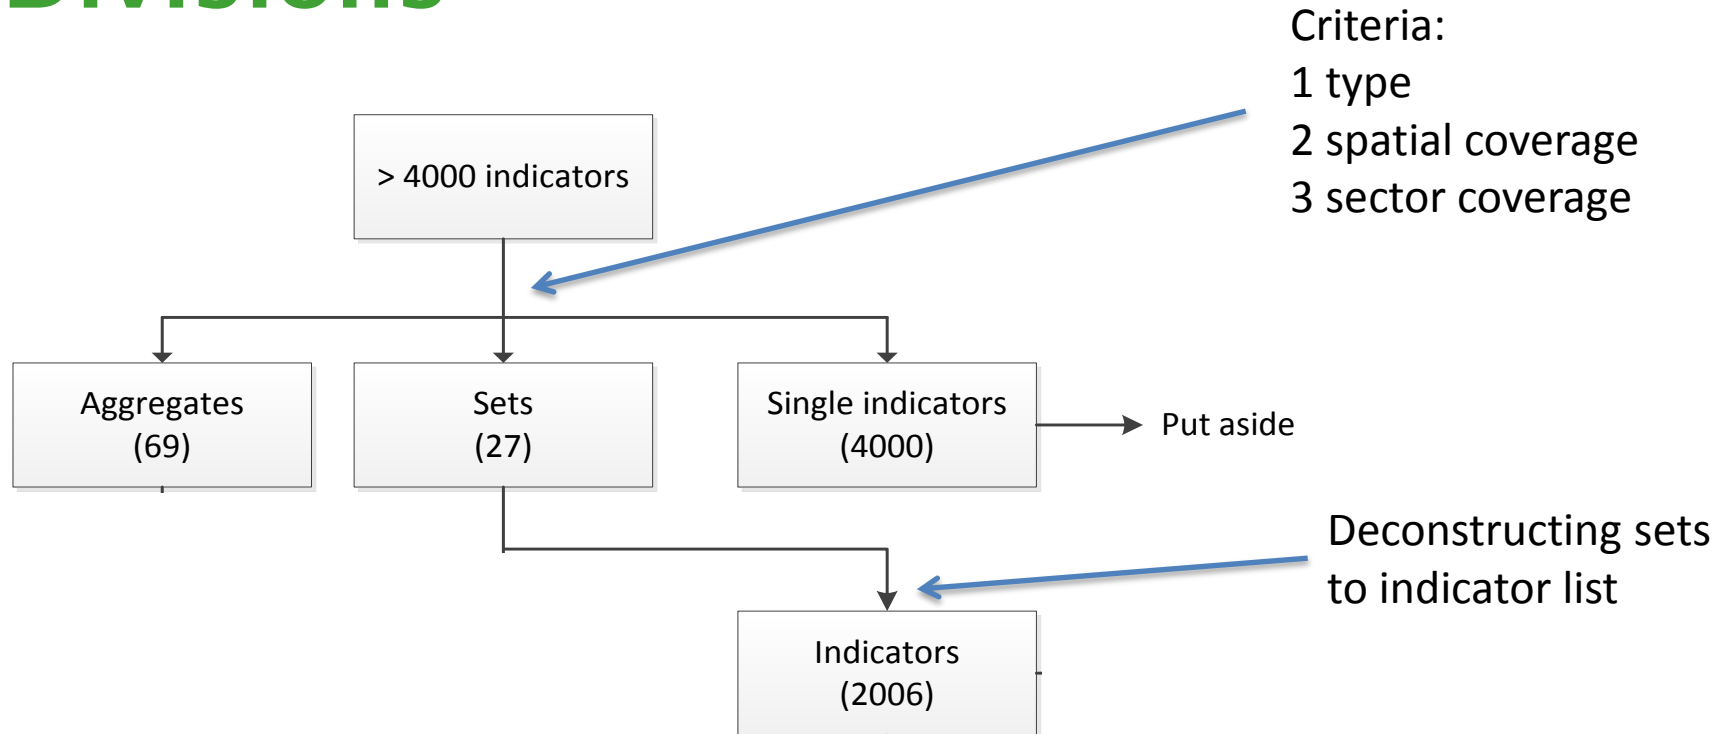 Divisions
Criteria:
1 type
2 spatial coverage
3 sector coverage
> 4000 indicators
Aggregates
(69)
Sets
(27)
Single indicators
(4000)
Put aside
Deconstructing sets
to indicator list
Indicators
(2006)